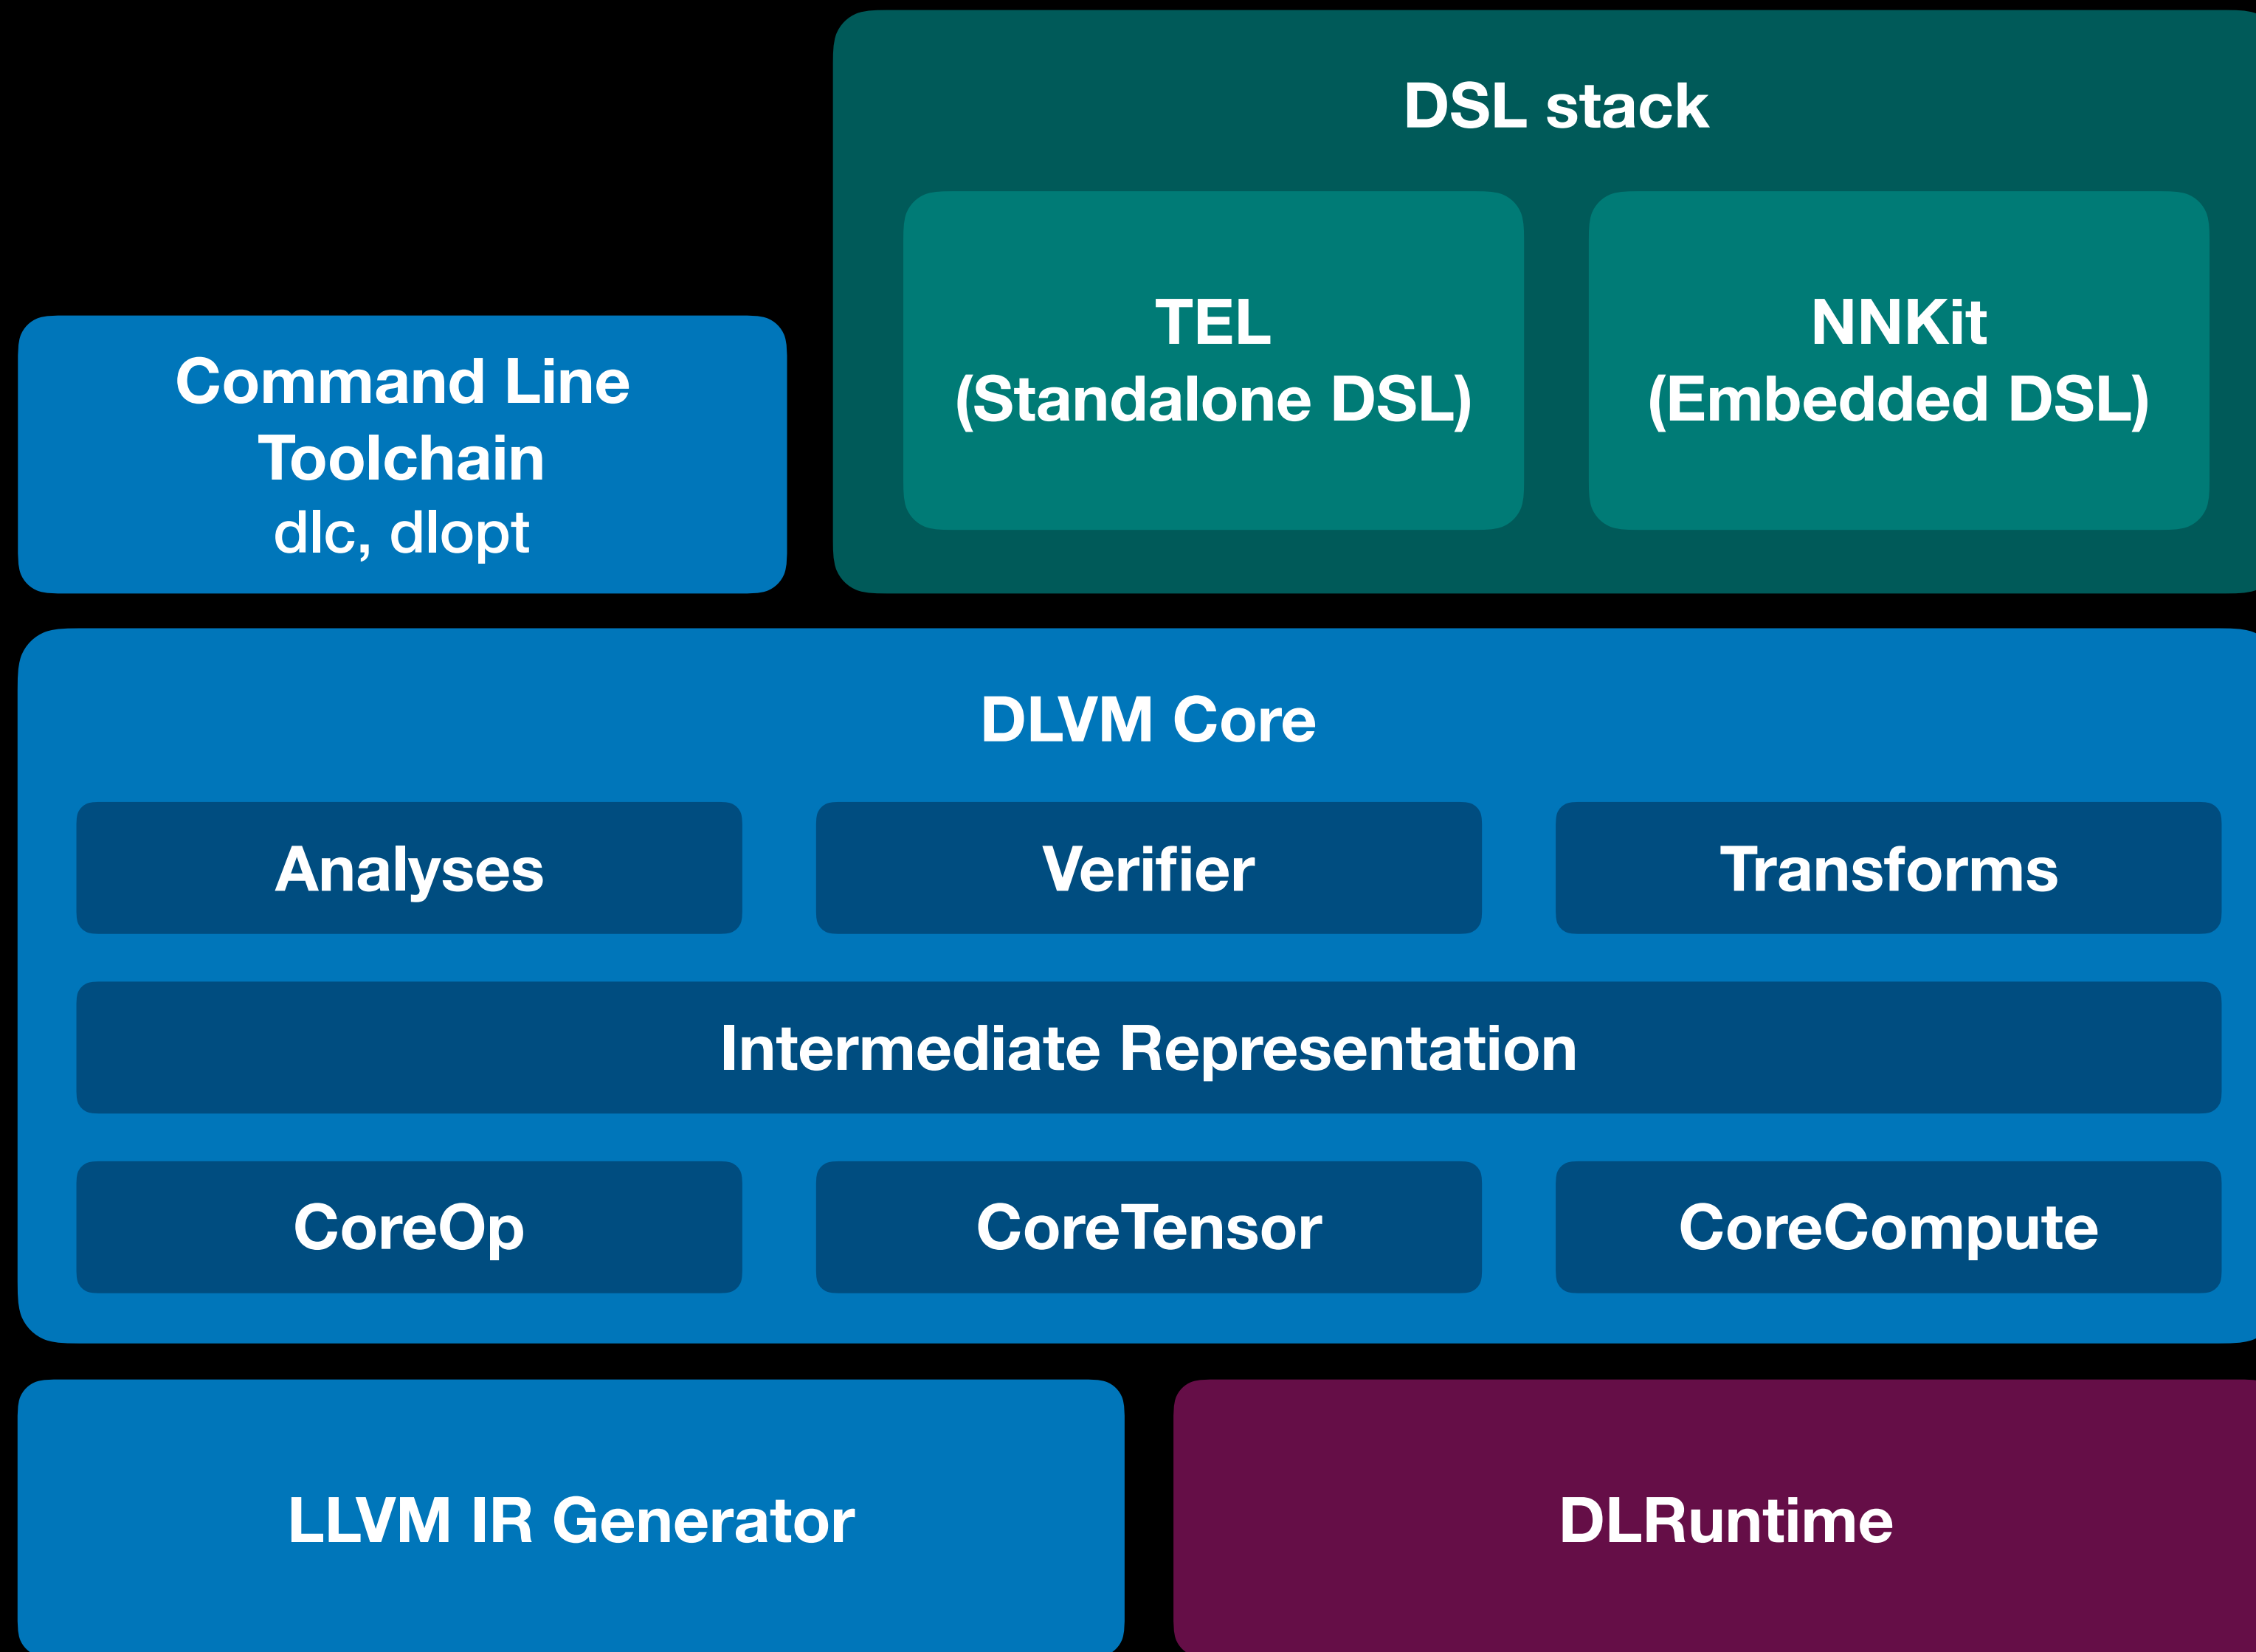 DSL stack
TEL
(Standalone DSL)
NNKit
(Embedded DSL)
Command Line
Toolchain
dlc, dlopt
DLVM Core
Analyses
Verifier
Transforms
Intermediate Representation
CoreOp
CoreTensor
CoreCompute
LLVM IR Generator
DLRuntime